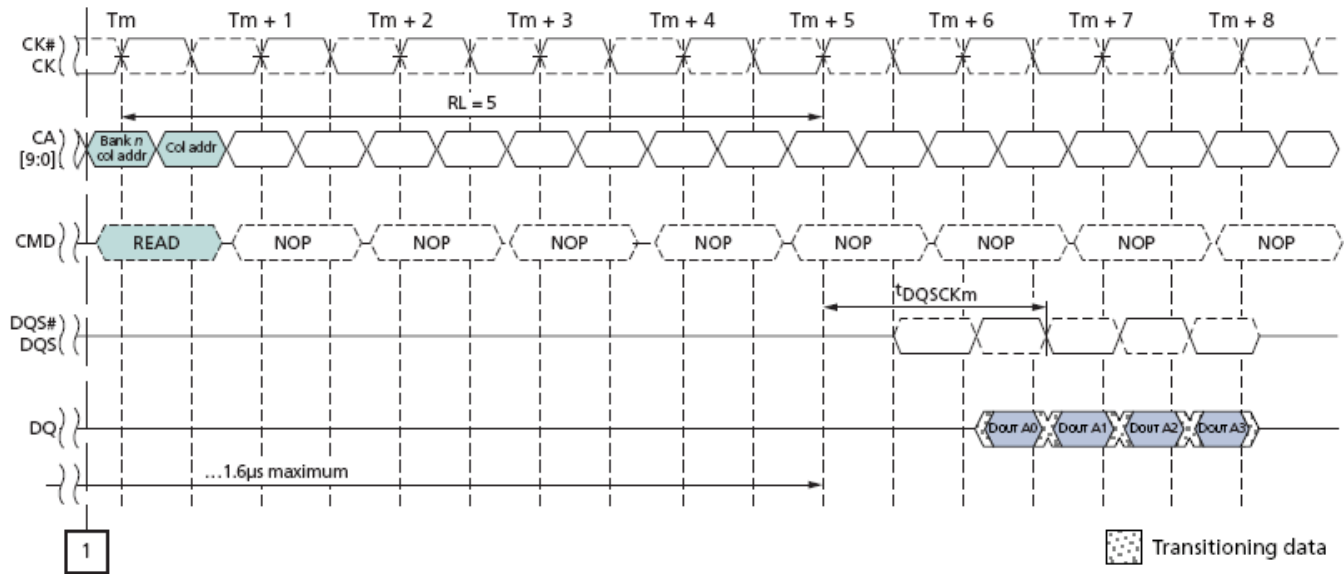 Tm Tm + 1 Tm + 2 Tm + 3 Tm + 4 Tm + 5 Tm + 6 Tm + 7 Tm + 8
CK#
CK
RL = 5
CA
[9:0]
Bank n
col addr
Col addr
CMD READ NOP NOP NOP NOP NOP NOP NOP NOP
tDQSCKm
DQS#
DQS
DQ DOUT A0 DOUT A1 DOUT A2 DOUT A3
...1.6µs maximum
1
Transitioning data